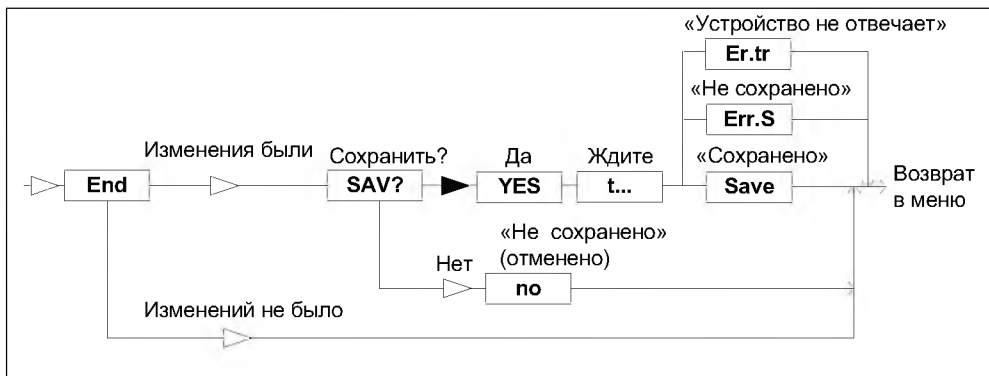 «Устройство не отвечает»
Er.tr
«Не сохранено»
Err.S
Изменения были
Сохранить?
Да
Ждите
«Сохранено»
End
SAV?
YES
t...
Save
Возврат
в меню
«Не сохранено»
(отменено)
Нет
no
Изменений не было